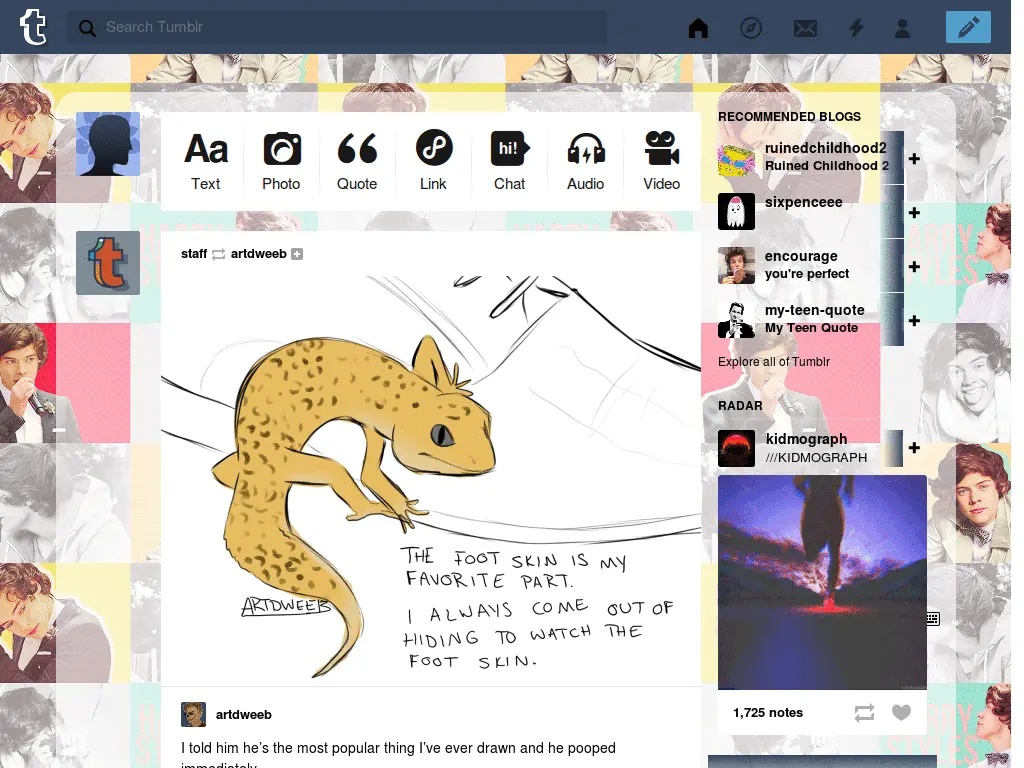 Search Tumblr
Text
Photo
Quote
Link
hi!
Chat
Audio
Video
Aa
staff artdweeb
THE FOOT SKIN IS MY
FAVORITE PART.
I ALWAYS COME OUT OF
HIDING TO WATCH THE
FOOT SKIN.
ARTDWEEB
artdweeb
I told him he's the most popular thing I've ever drawn and he pooped
immediately
RECOMMENDED BLOGS
ruinedchildhood2
Ruined Childhood 2
sixpenceee
encourage
you're perfect
my-teen-quote
My Teen Quote
Explore all of Tumblr
RADAR
kidmograph
///KIDMOGRAPH
1,725 notes